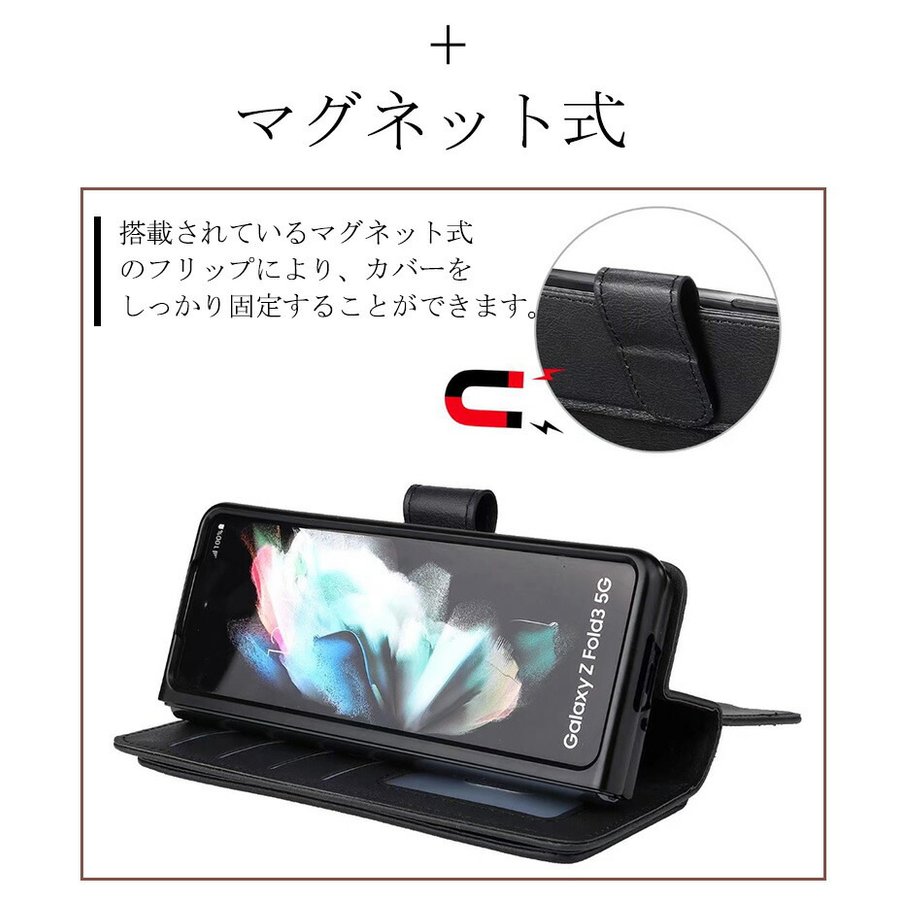 ＋
マグネット式
搭載されているマグネット式
のフリップにより、カバーを
しっかり固定することができます。
100%
Galaxy Z Fold3 5G